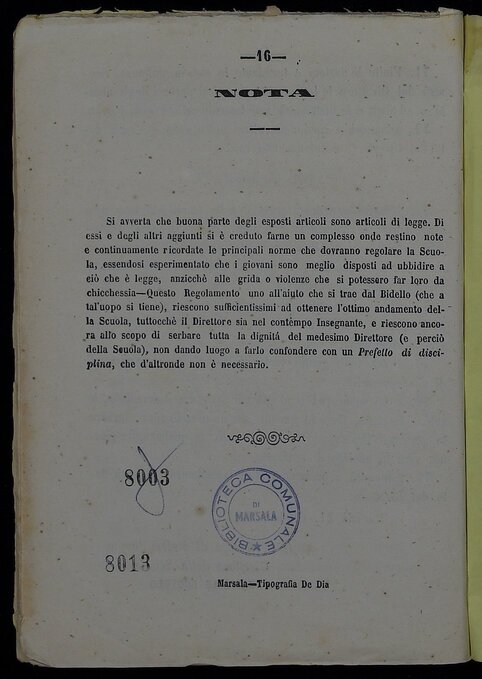 —16—
NOTA
Si avverta che buona parte degli esposti articoli sono articoli di legge. Di
essi e degli altri aggiunti si è creduto farne un complesso onde restino note
e continuamente ricordate le principali norme che dovranno regolare la Scuo-
la, essendosi esperimentato che i giovani sono meglio disposti ad ubbidire a
ciò che è legge, anzicchè alle grida o violenze che si potessero far loro da
chicchessia—Questo Regolamento uno all'aiuto che si trae dal Bidello (che a
tal'uopo si tiene), riescono sufficientissimi ad ottenere l'ottimo andamento del-
la Scuola, tuttocchè il Direttore sia nel contempo Insegnante, e riescono anco-
ra allo scopo di serbare tutta la dignitá del medesimo Direttore (e perciò
della Scuola), non dando luogo a farlo confondere con un Prefetto di disci-
plina, che d'altronde non è necessario.
8003
BIBLIOTECA COMUNALE
DI
MARSALA
8013
Marsala—Tipografia De Dia